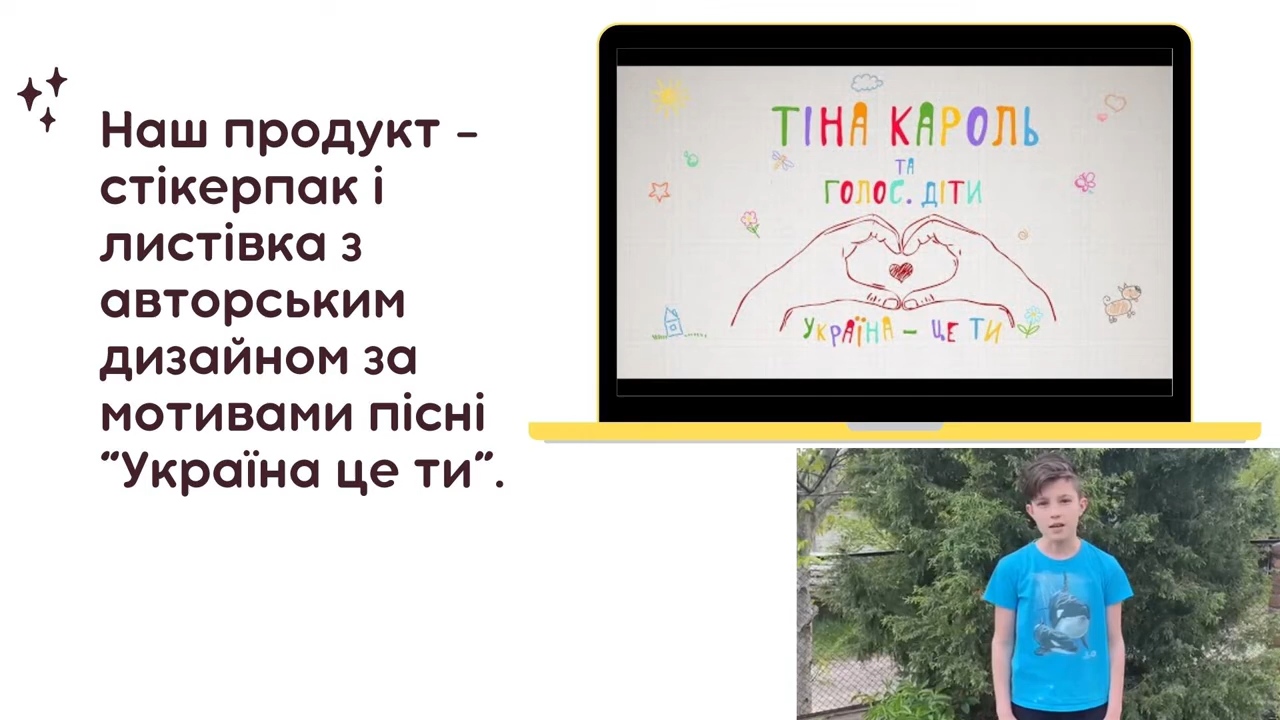 Наш продукт -
стікерпак і
листівка з
авторським
дизайном за
мотивами пісні
“Україна це ти”.
ТІНА КАРОЛЬ
ТА
ГОЛОС. ДІТИ
УКРАЇНА – ЦЕ ТИ